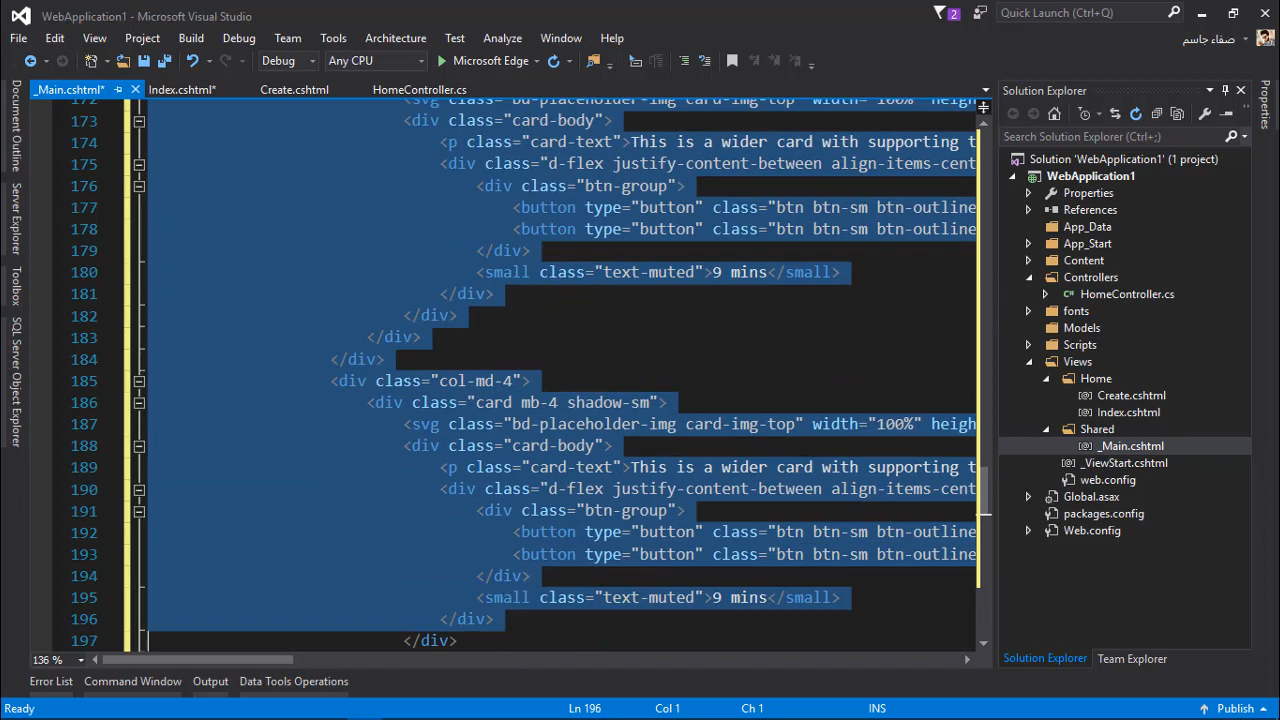 WebApplication1 - Microsoft Visual Studio
2
Quick Launch (Ctrl+Q)
File Edit View Project Build Debug Team Tools Architecture Test Analyze Window Help
صفاء جاسم
Debug Any CPU Microsoft Edge
_Main.cshtml* Index.cshtml* Create.cshtml HomeController.cs
Document Outline
Server Explorer
Toolbox
SQL Server Object Explorer
172 <svg class="bd-placeholder-img card-img-top" width="100%" heigh
173 <div class="card-body">
174 <p class="card-text">This is a wider card with supporting t
175 <div class="d-flex justify-content-between align-items-cent
176 <div class="btn-group">
177 <button type="button" class="btn btn-sm btn-outline
178 <button type="button" class="btn btn-sm btn-outline
179 </div>
180 <small class="text-muted">9 mins</small>
181 </div>
182 </div>
183 </div>
184 </div>
185 <div class="col-md-4">
186 <div class="card mb-4 shadow-sm">
187 <svg class="bd-placeholder-img card-img-top" width="100%" heigh
188 <div class="card-body">
189 <p class="card-text">This is a wider card with supporting t
190 <div class="d-flex justify-content-between align-items-cent
191 <div class="btn-group">
192 <button type="button" class="btn btn-sm btn-outline
193 <button type="button" class="btn btn-sm btn-outline
194 </div>
195 <small class="text-muted">9 mins</small>
196 </div>
197 </div>
136 %
Solution Explorer
Search Solution Explorer (Ctrl+;)
Solution 'WebApplication1' (1 project)
WebApplication1
Properties
References
App_Data
App_Start
Content
Controllers
HomeController.cs
fonts
Models
Scripts
Views
Home
Create.cshtml
Index.cshtml
Shared
_Main.cshtml
_ViewStart.cshtml
web.config
Global.asax
packages.config
Web.config
Solution Explorer Team Explorer
Properties
Error List Command Window Output Data Tools Operations
Ready Ln 196 Col 1 Ch 1 INS Publish